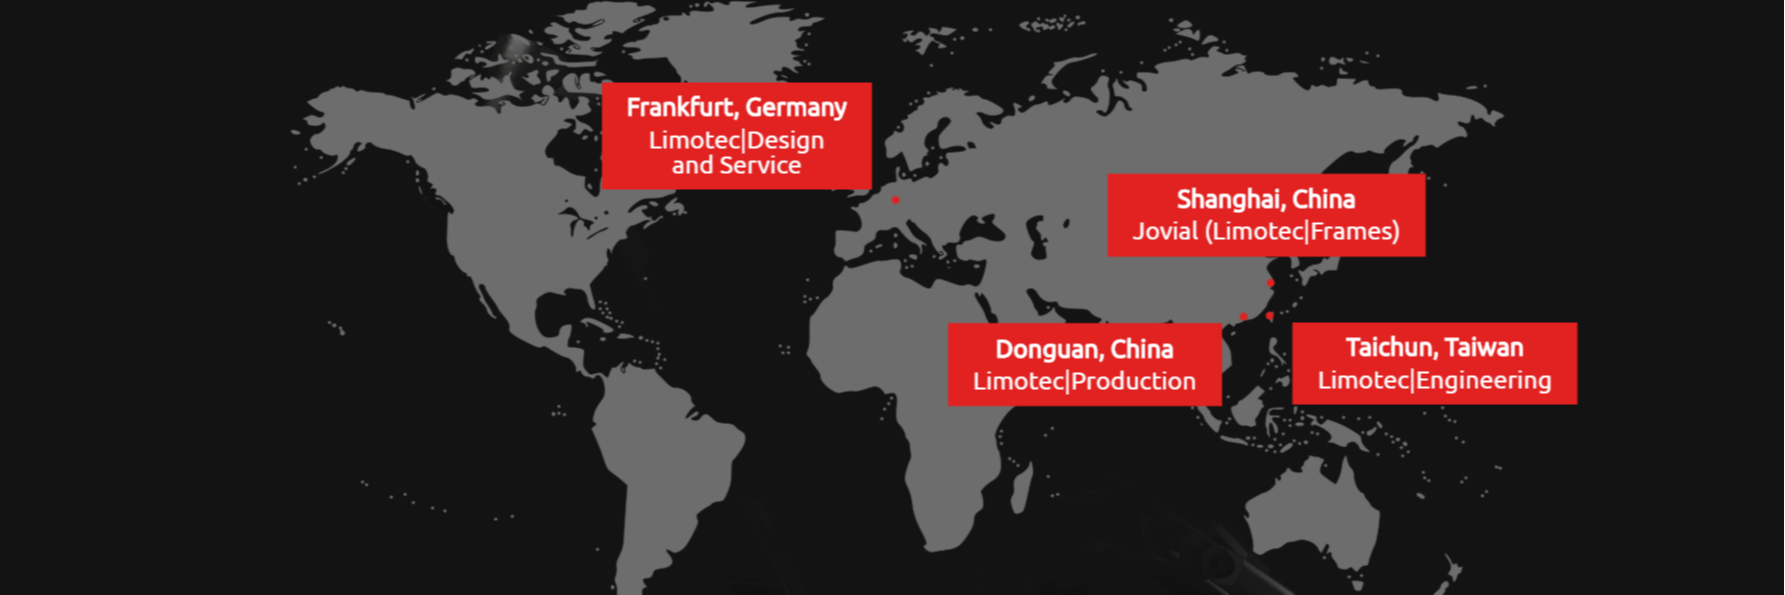 Frankfurt, Germany
Limotec|Design
and Service
Shanghai, China
Jovial (Limotec|Frames)
Donguan, China
Limotec|Production
Taichun, Taiwan
Limotec|Engineering